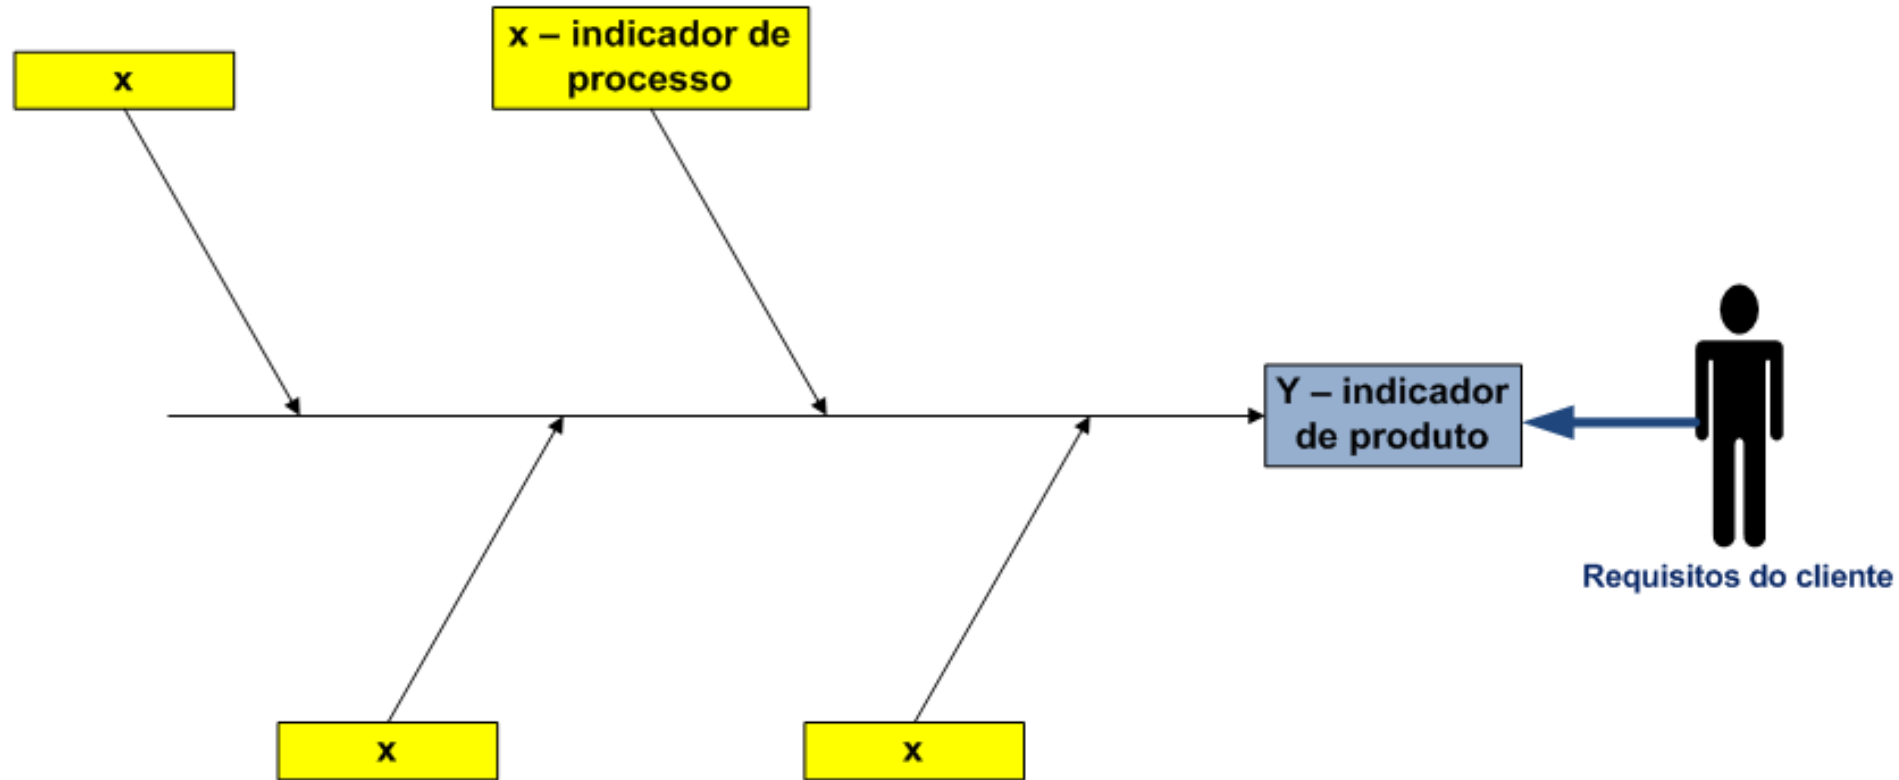 x – indicador de
processo
x
Y – indicador
de produto
Requisitos do cliente
x
x